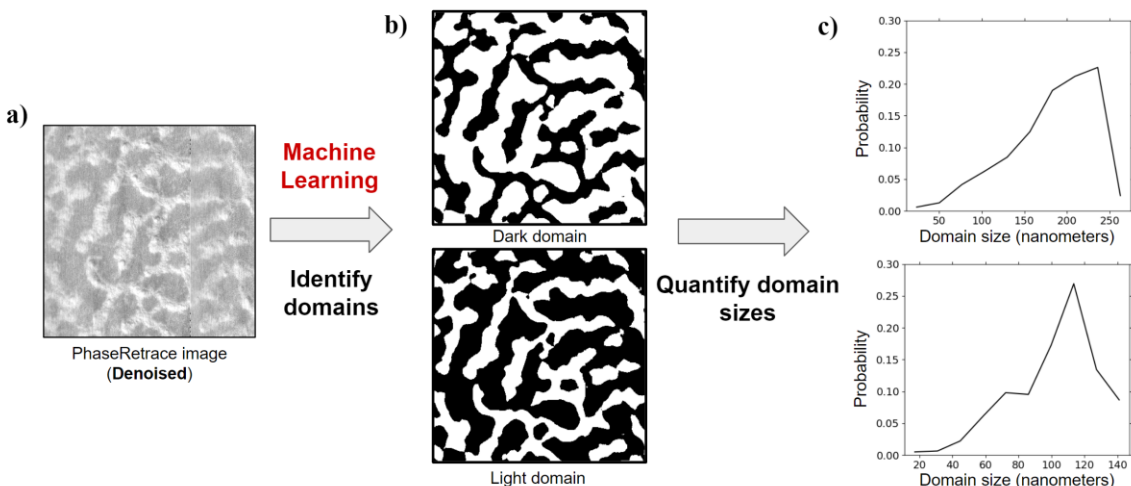 a)
PhaseRetrace image
(Denoised)
Machine
Learning
Identify
domains
b)
Dark domain
Light domain
Quantify domain
sizes
c)
0.30
0.25
0.20
0.15
0.10
0.05
0.00
Probability
50
100
150
200
250
Domain size (nanometers)
0.30
0.25
0.20
0.15
0.10
0.05
0.00
Probability
20
40
60
80
100
120
140
Domain size (nanometers)